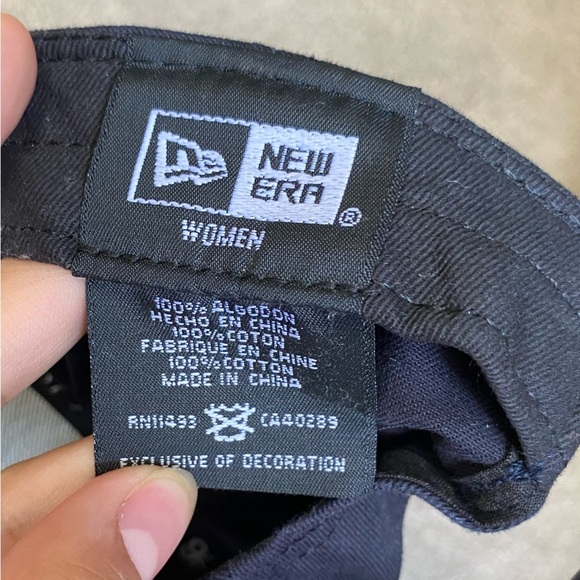 NEW
ERA
®
WOMEN
100% ALGODON
HECHO EN CHINA
100% COTON
FABRIQUE EN CHINE
100% COTTON
MADE IN CHINA
RN11493 CA40289
EXCLUSIVE OF DECORATION